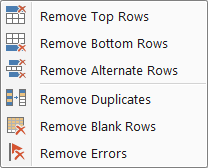 Remove Top Rows
Remove Bottom Rows
Remove Alternate Rows
Remove Duplicates
Remove Blank Rows
Remove Errors